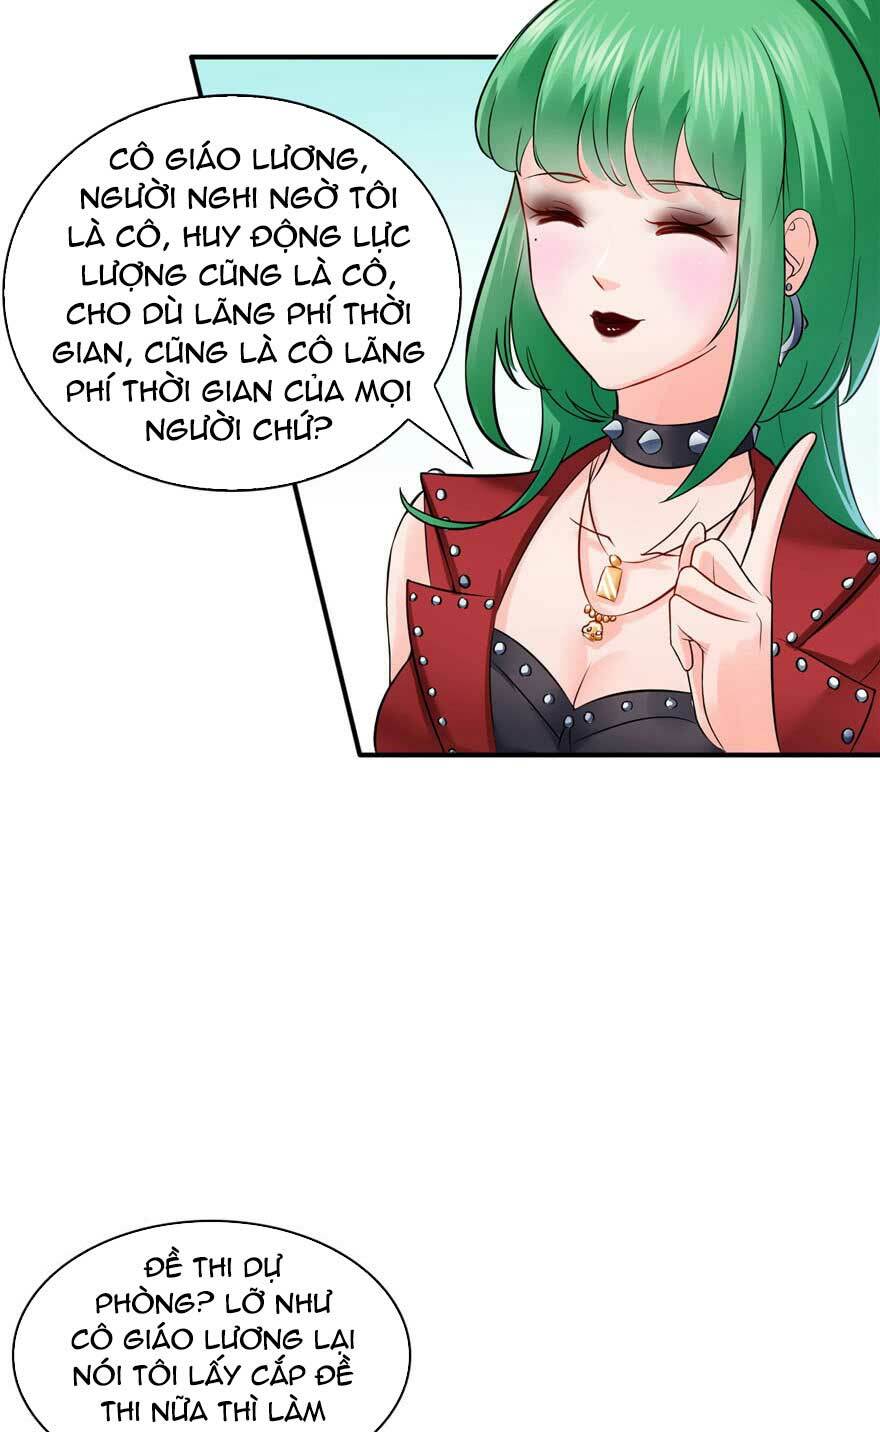 CÔ GIÁO LƯƠNG,
NGƯỜI NGHI NGỜ TÔI
LÀ CÔ, HUY ĐỘNG LỰC
LƯỢNG CŨNG LÀ CÔ,
CHO DÙ LÃNG PHÍ THỜI
GIAN, CŨNG LÀ CÔ LÃNG
PHÍ THỜI GIAN CỦA MỌI
NGƯỜI CHỨ?
ĐỀ THI DỰ
PHÒNG? LỠ NHƯ
CÔ GIÁO LƯƠNG LẠI
NÓI TÔI LẤY CẮP ĐỀ
THI NỮA THÌ LÀM